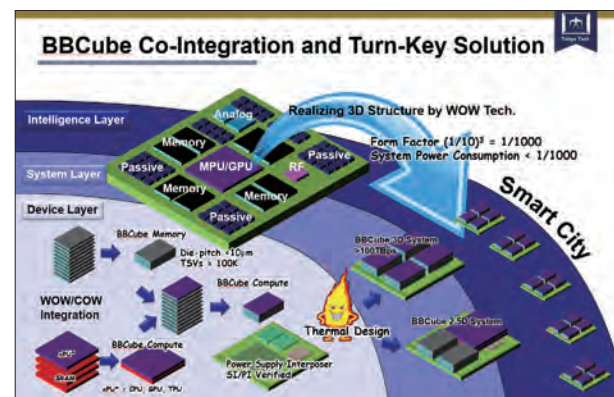 BBCube Co-Integration and Turn-Key Solution
Tokyo Tech
Intelligence Layer
System Layer
Device Layer
Analog
Memory
MPU/GPU
RF
Passive
Passive
Memory
Memory
Passive
Passive
Realizing 3D Structure by WOW Tech.
Form Factor (1/10)³ = 1/1000
System Power Consumption < 1/1000
Smart City
BBCube Memory
Die-pitch <10μm
TSVs > 100K
WOW/COW
Integration
BBCube Compute
BBCube Compute
xPU*
SRAM
xPU* : CPU, GPU, TPU
Power Supply Interposer
SI/PI Verified
Thermal Design
BBCube 3D System
>100TBps
BBCube 2.5D System